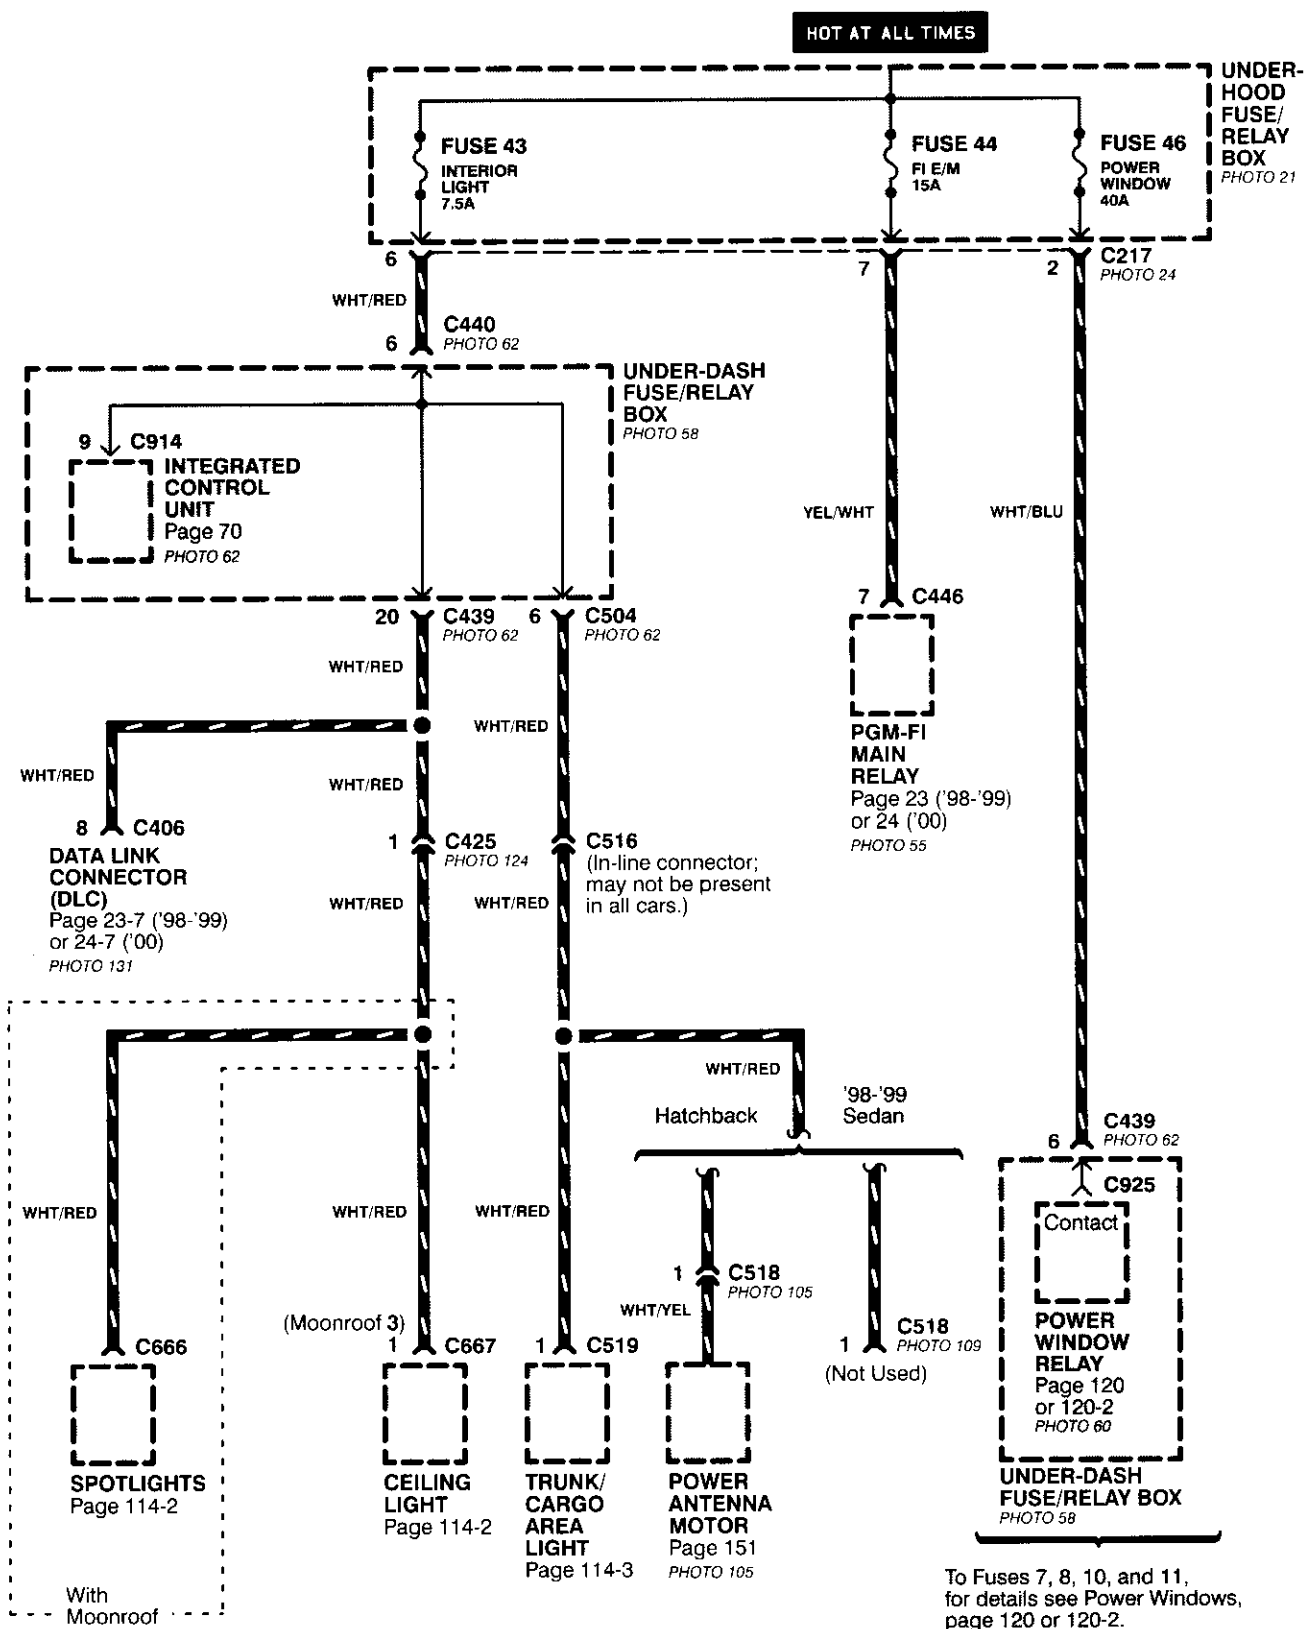 HOT AT ALL TIMES
UNDER-
HOOD
FUSE/
RELAY
BOX
PHOTO 21
FUSE 43
INTERIOR
LIGHT
7.5A
FUSE 44
FI E/M
15A
FUSE 46
POWER
WINDOW
40A
6
7
2
C217
PHOTO 24
WHT/RED
6
C440
PHOTO 62
UNDER-DASH
FUSE/RELAY
BOX
PHOTO 58
9
C914
INTEGRATED
CONTROL
UNIT
Page 70
PHOTO 62
YEL/WHT
WHT/BLU
20
C439
PHOTO 62
6
C504
PHOTO 62
7
C446
WHT/RED
WHT/RED
PGM-FI
MAIN
RELAY
Page 23 ('98-'99)
or 24 ('00)
PHOTO 55
WHT/RED
WHT/RED
8
C406
DATA LINK
CONNECTOR
(DLC)
Page 23-7 ('98-'99)
or 24-7 ('00)
PHOTO 131
1
C425
PHOTO 124
C516
(In-line connector;
may not be present
in all cars.)
WHT/RED
WHT/RED
WHT/RED
Hatchback
'98-'99
Sedan
6
C439
PHOTO 62
C925
Contact
WHT/RED
WHT/RED
WHT/RED
1
C518
PHOTO 105
WHT/YEL
1
C518
PHOTO 109
(Not Used)
POWER
WINDOW
RELAY
Page 120
or 120-2
PHOTO 60
(Moonroof 3)
C666
1
C667
1
C519
SPOTLIGHTS
Page 114-2
CEILING
LIGHT
Page 114-2
TRUNK/
CARGO
AREA
LIGHT
Page 114-3
POWER
ANTENNA
MOTOR
Page 151
PHOTO 105
UNDER-DASH
FUSE/RELAY BOX
PHOTO 58
With
Moonroof
To Fuses 7, 8, 10, and 11,
for details see Power Windows,
page 120 or 120-2.